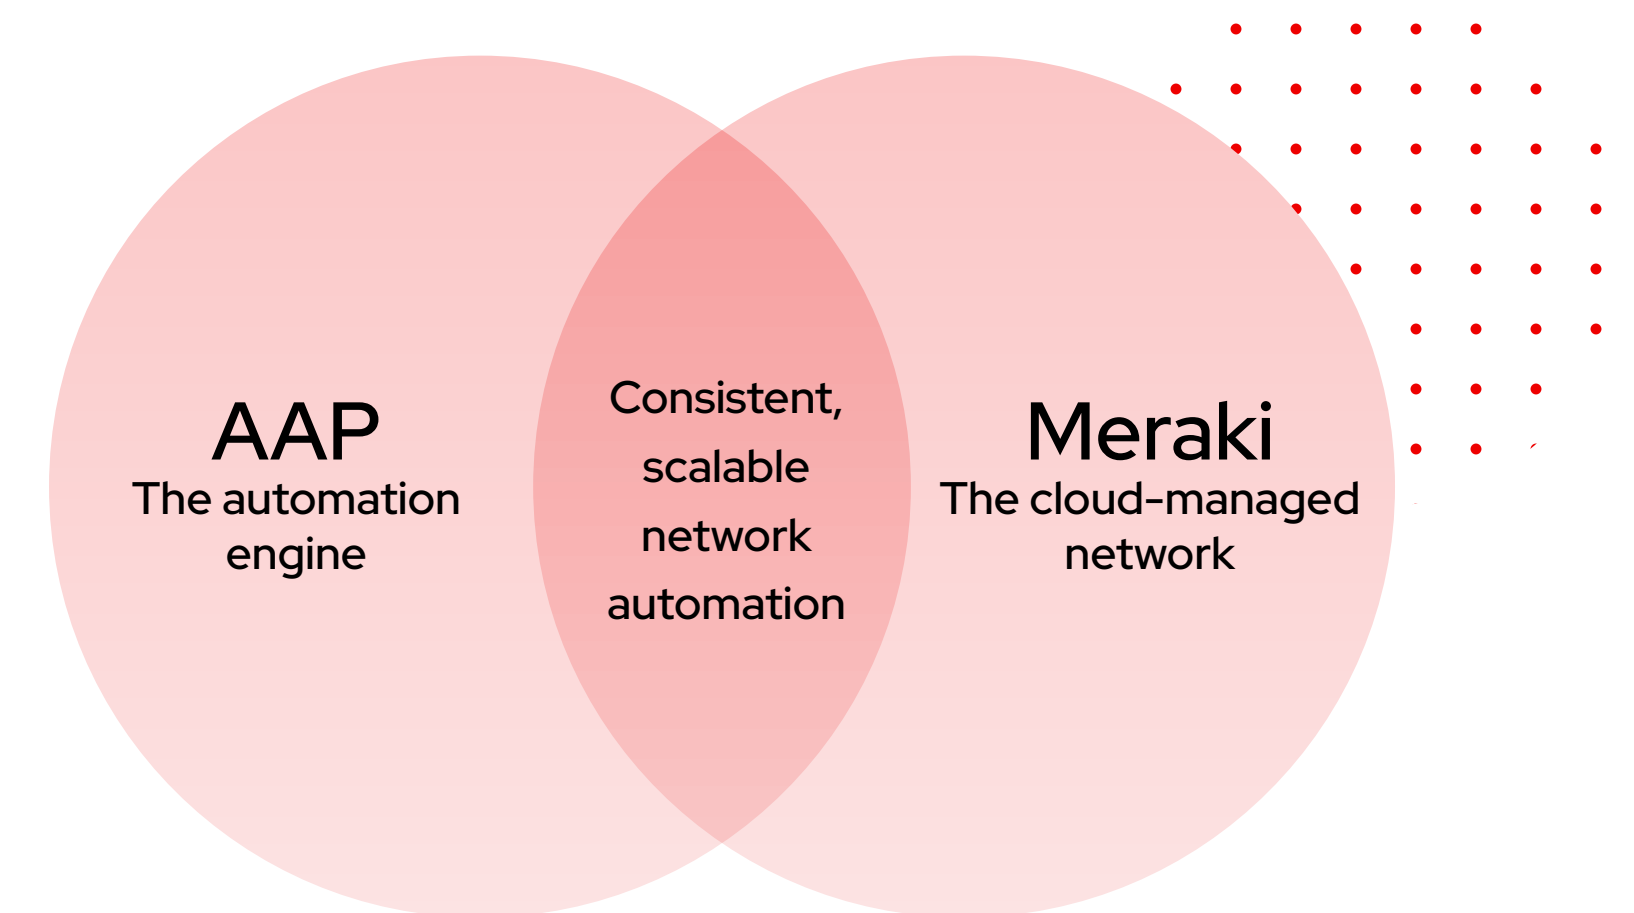 AAP
The automation
engine
Consistent,
scalable
network
automation
Meraki
The cloud-managed
network